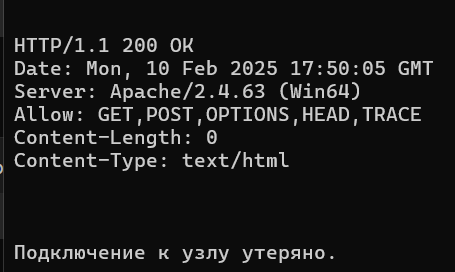 HTTP/1.1 200 OK
Date: Mon, 10 Feb 2025 17:50:05 GMT
Server: Apache/2.4.63 (Win64)
Allow: GET,POST,OPTIONS,HEAD,TRACE
Content-Length: 0
Content-Type: text/html
Подключение к узлу утеряно.